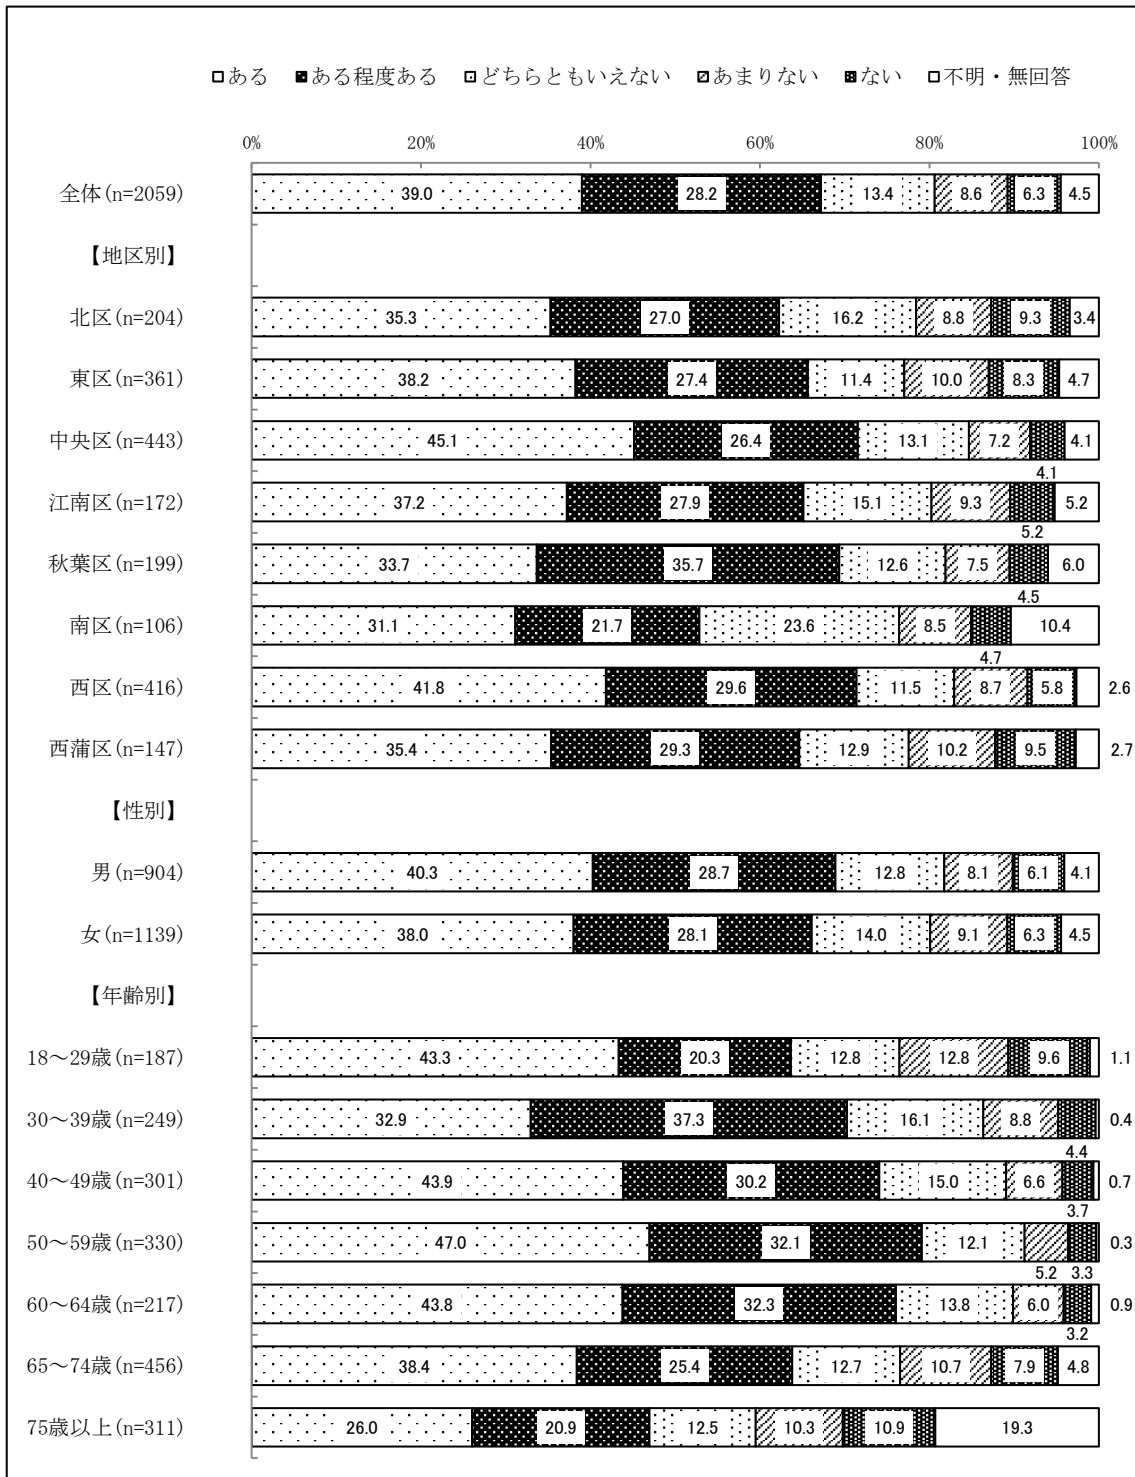 □ある ■ある程度ある □どちらともいえない □あまりない ■ない □不明・無回答
0% 20% 40% 60% 80% 100%
全体(n=2059) 39.0 28.2 13.4 8.6 6.3 4.5
【地区別】
北区(n=204) 35.3 27.0 16.2 8.8 9.3 3.4
東区(n=361) 38.2 27.4 11.4 10.0 8.3 4.7
中央区(n=443) 45.1 26.4 13.1 7.2 4.1
4.1
江南区(n=172) 37.2 27.9 15.1 9.3 5.2
5.2
秋葉区(n=199) 33.7 35.7 12.6 7.5 6.0
4.5
南区(n=106) 31.1 21.7 23.6 8.5 10.4
4.7
西区(n=416) 41.8 29.6 11.5 8.7 5.8 2.6
西蒲区(n=147) 35.4 29.3 12.9 10.2 9.5 2.7
【性別】
男(n=904) 40.3 28.7 12.8 8.1 6.1 4.1
女(n=1139) 38.0 28.1 14.0 9.1 6.3 4.5
【年齢別】
18～29歳(n=187) 43.3 20.3 12.8 12.8 9.6 1.1
30～39歳(n=249) 32.9 37.3 16.1 8.8 0.4
4.4
40～49歳(n=301) 43.9 30.2 15.0 6.6 0.7
3.7
50～59歳(n=330) 47.0 32.1 12.1 0.3
5.2 3.3
60～64歳(n=217) 43.8 32.3 13.8 6.0 0.9
3.2
65～74歳(n=456) 38.4 25.4 12.7 10.7 7.9 4.8
75歳以上(n=311) 26.0 20.9 12.5 10.3 10.9 19.3